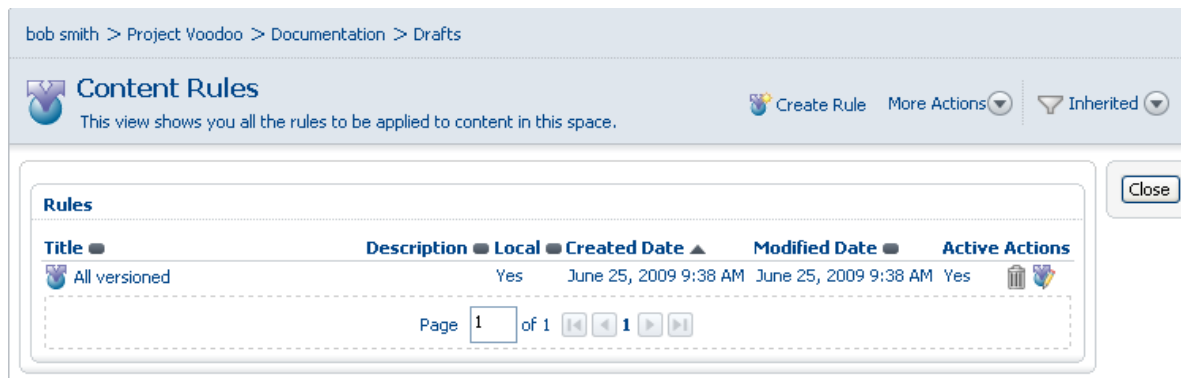 bob smith > Project Voodoo > Documentation > Drafts
Content Rules
Create Rule More Actions Inherited
This view shows you all the rules to be applied to content in this space.
Close
Rules
Title Description Local Created Date Modified Date Active Actions
All versioned Yes June 25, 2009 9:38 AM June 25, 2009 9:38 AM Yes
Page 1 of 1 1